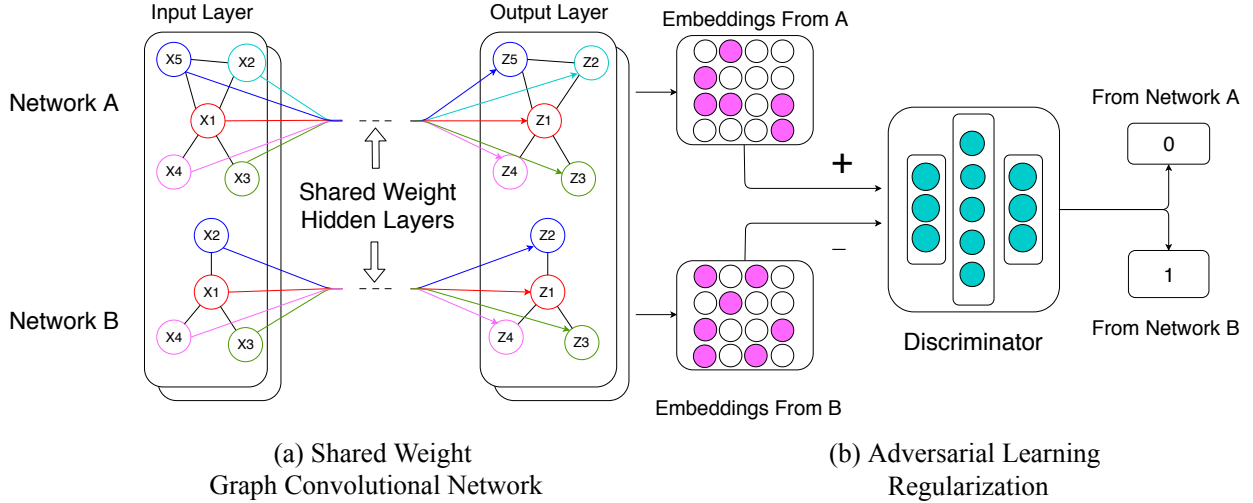 Input Layer
Output Layer
Embeddings From A
Network A
X5
X2
X1
X4
X3
Z5
Z2
Z1
Z4
Z3
Shared Weight
Hidden Layers
+
From Network A
0
Network B
X2
X1
X4
X3
Z2
Z1
Z4
Z3
–
1
From Network B
Discriminator
Embeddings From B
(a) Shared Weight
Graph Convolutional Network
(b) Adversarial Learning
Regularization